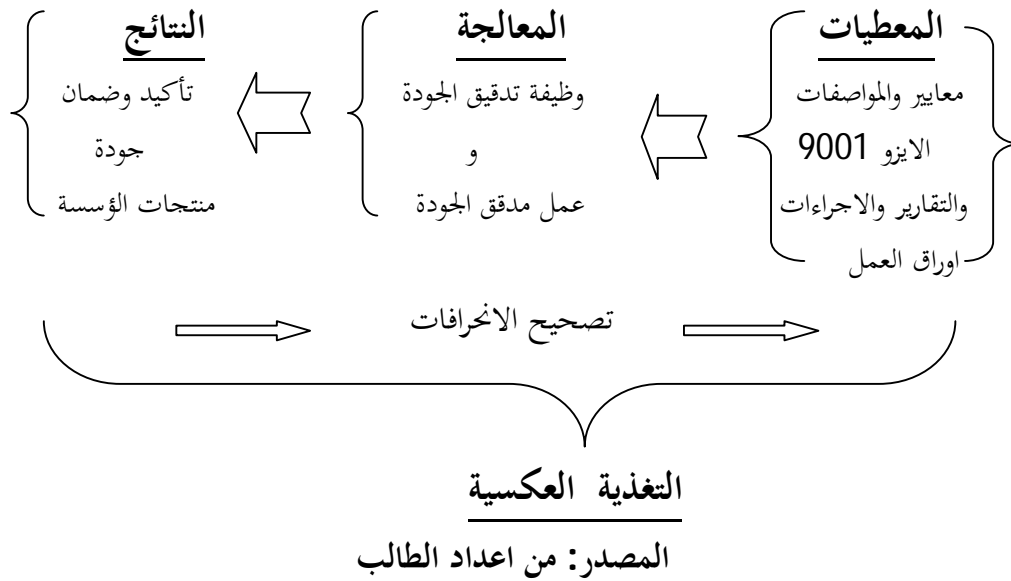 المعطيات
معايير والمواصفات
الايزو 9001
والتقارير والاجراءات
اوراق العمل
المعالجة
وظيفة تدقيق الجودة
و
عمل مدقق الجودة
النتائج
تأكيد وضمان
جودة
منتجات الؤسسة
تصحيح الانحرافات
التغذية العكسية
المصدر: من اعداد الطالب